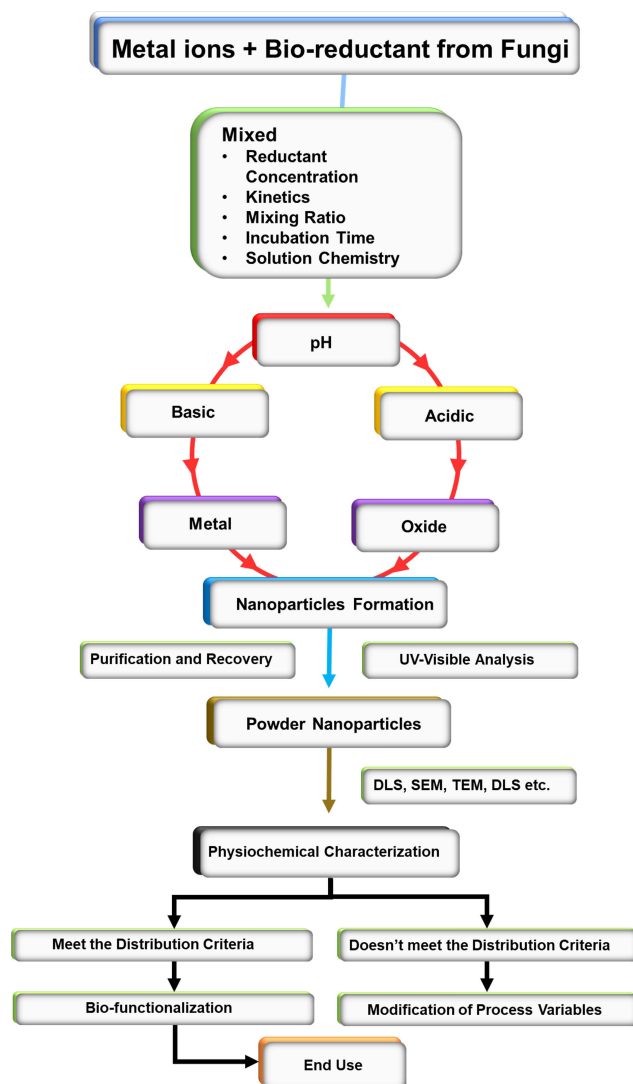 Metal ions + Bio-reductant from Fungi
Mixed
• Reductant
Concentration
• Kinetics
• Mixing Ratio
• Incubation Time
• Solution Chemistry
pH
Basic
Acidic
Metal
Oxide
Nanoparticles Formation
Purification and Recovery
UV-Visible Analysis
Powder Nanoparticles
DLS, SEM, TEM, DLS etc.
Physiochemical Characterization
Meet the Distribution Criteria
Doesn't meet the Distribution Criteria
Bio-functionalization
Modification of Process Variables
End Use